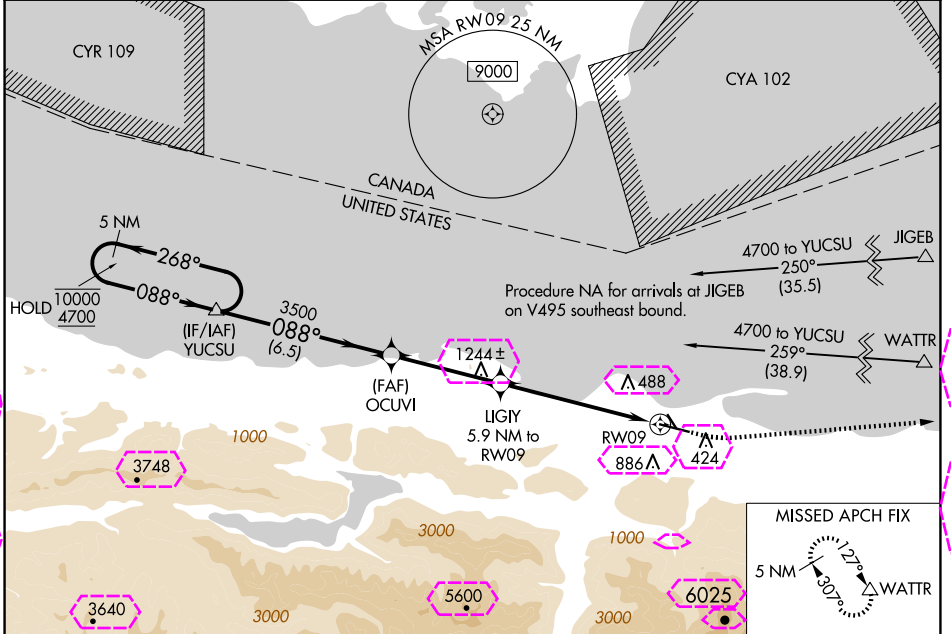 CYR 109
MSA RW09 25 NM
9000
CYA 102
CANADA
UNITED STATES
5 NM
268°
088°
HOLD
10000
4700
(IF/IAF)
YUCSU
3500
088°
(6.5)
(FAF)
OCUVI
1244 ±
LIGIY
5.9 NM to
RW09
4700 to YUCSU
250°
(35.5)
JIGEB
Procedure NA for arrivals at JIGEB
on V495 southeast bound.
4700 to YUCSU
259°
(38.9)
WATTR
488
RW09
886
424
1000
3748
3000
1000
3640
3000
5600
3000
6025
MISSED APCH FIX
5 NM
127°
307°
WATTR